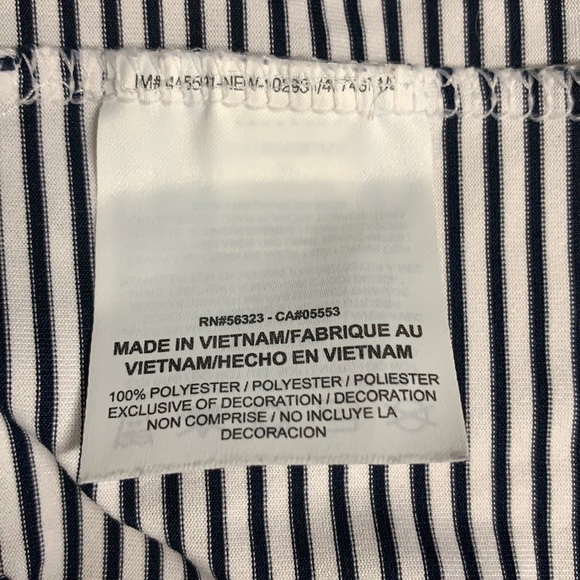 RN#56323 - CA#05553
MADE IN VIETNAM/FABRIQUE AU
VIETNAM/HECHO EN VIETNAM
100% POLYESTER / POLYESTER / POLIESTER
EXCLUSIVE OF DECORATION / DECORATION
NON COMPRISE / NO INCLUYE LA
DECORACION